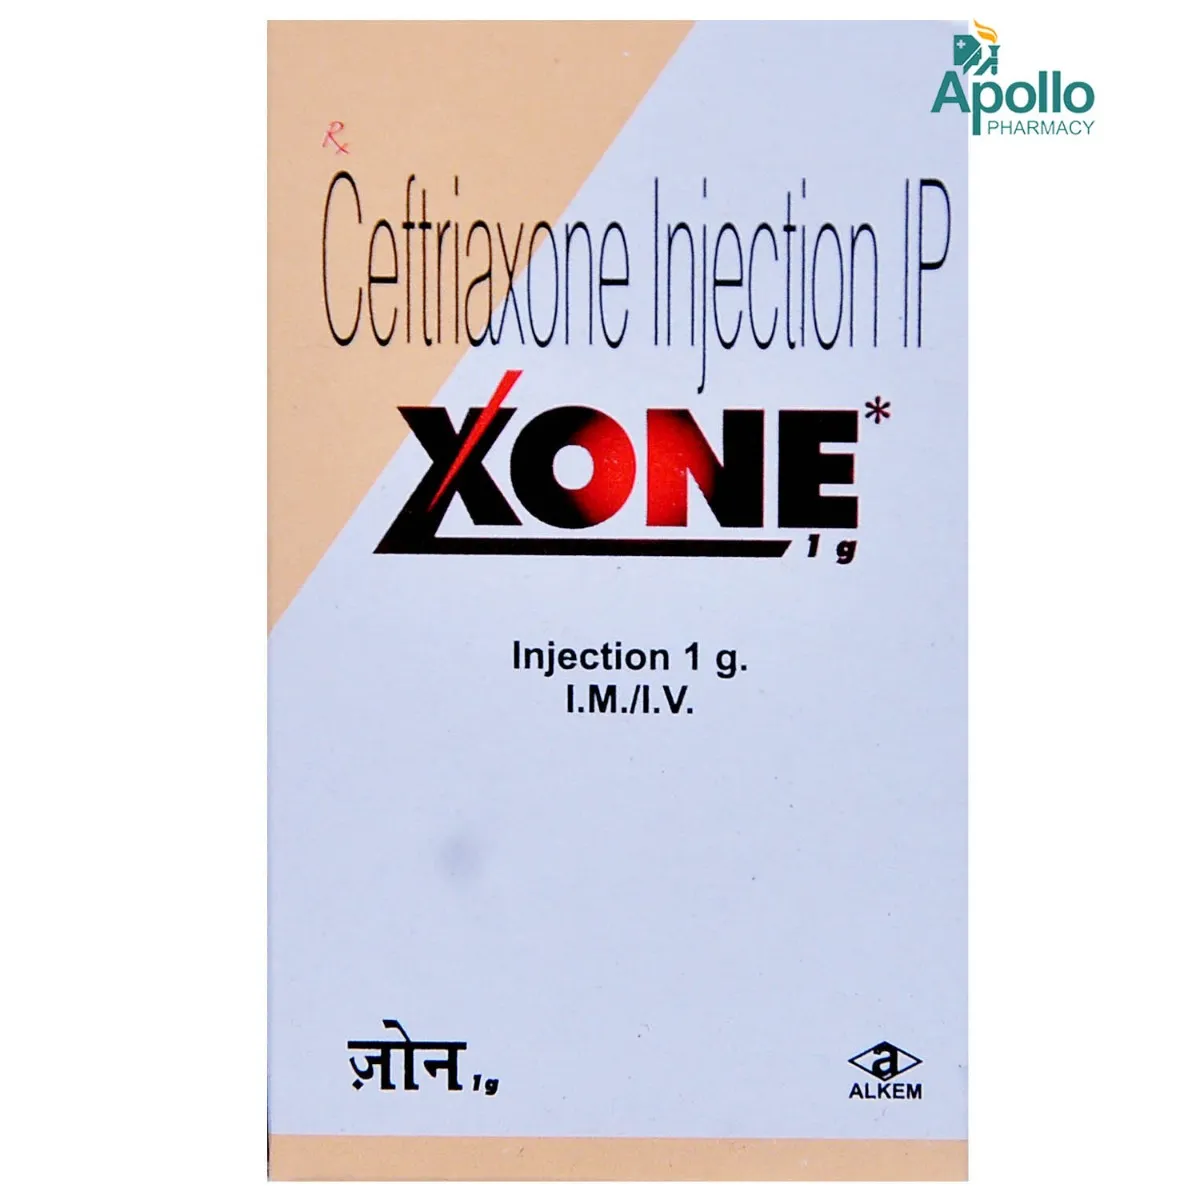 Apollo
PHARMACY
Rx
Ceftriaxone Injection IP
XONE*
1 g
Injection 1 g.
I.M./I.V.
ज़ोन 1g
a
ALKEM